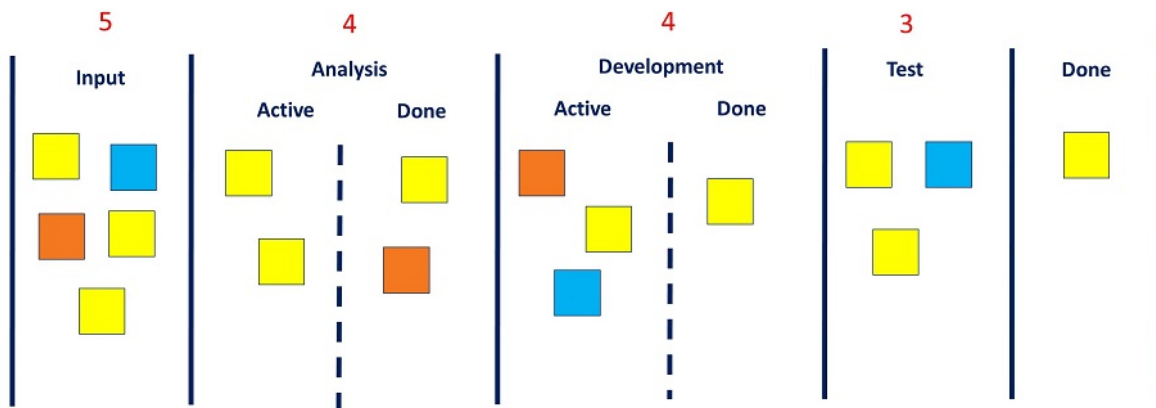 5 4 4 3
Input Analysis Development Test Done
Active Done Active Done